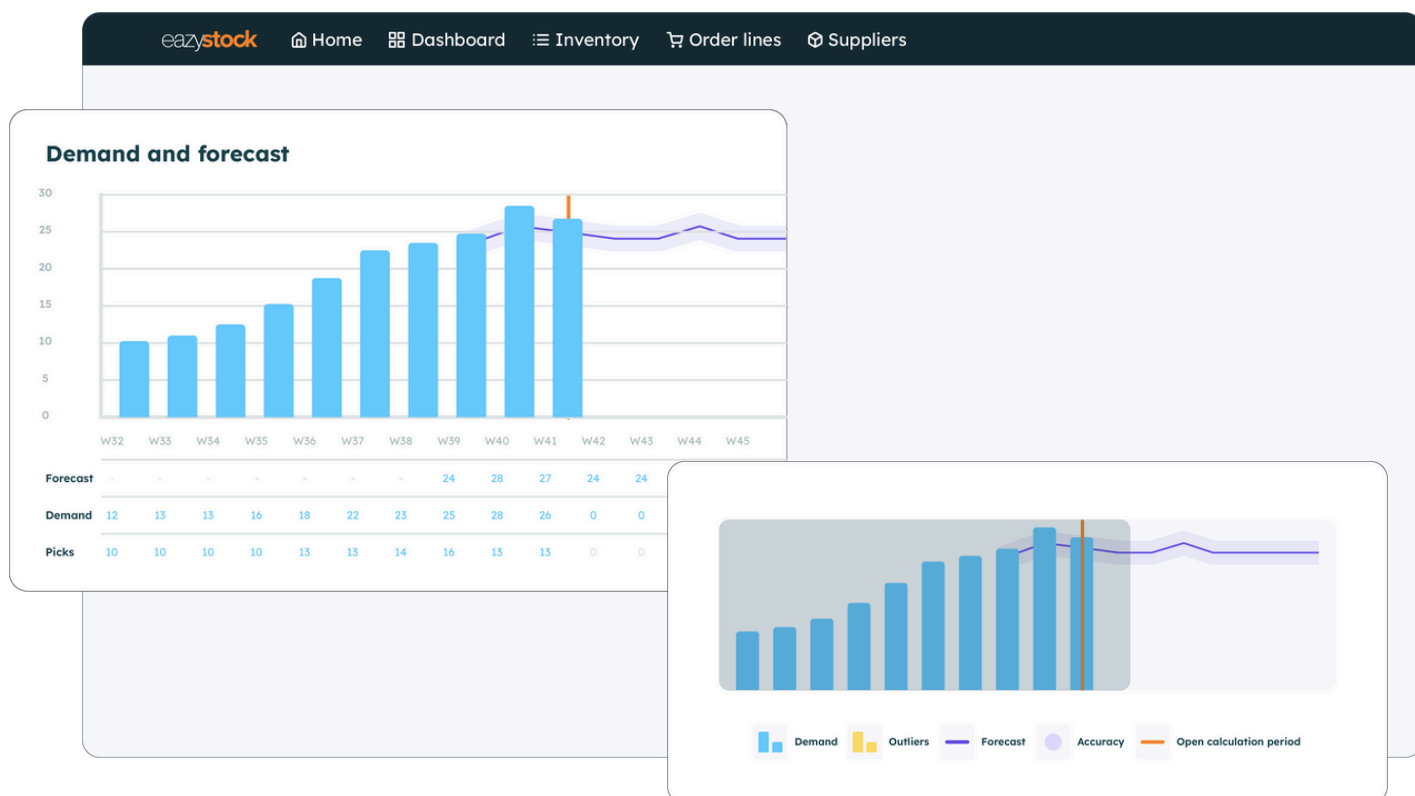 eazystock Home Dashboard Inventory Order lines Suppliers
Demand and forecast
30
25
20
15
10
5
0
W32 W33 W34 W35 W36 W37 W38 W39 W40 W41 W42 W43 W44 W45
Forecast - - - - - - - 24 28 27 24 24
Demand 12 13 13 16 18 22 23 25 28 26 0 0
Picks 10 10 10 10 13 13 14 16 13 13 0 0
Demand Outliers Forecast Accuracy Open calculation period